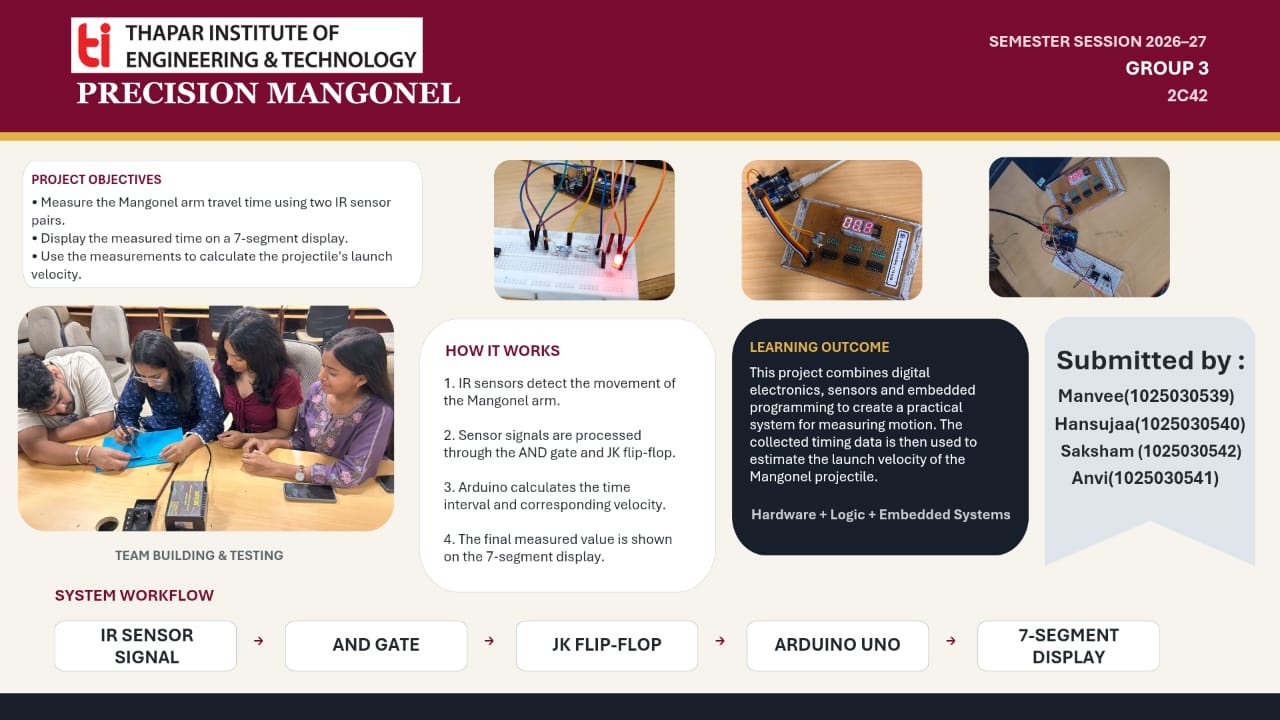 ti
THAPAR INSTITUTE OF
ENGINEERING & TECHNOLOGY
PRECISION MANGONEL
SEMESTER SESSION 2026–27
GROUP 3
2C42
PROJECT OBJECTIVES
• Measure the Mangonel arm travel time using two IR sensor
pairs.
• Display the measured time on a 7-segment display.
• Use the measurements to calculate the projectile's launch
velocity.
TEAM BUILDING & TESTING
HOW IT WORKS
1. IR sensors detect the movement of
the Mangonel arm.
2. Sensor signals are processed
through the AND gate and JK flip-flop.
3. Arduino calculates the time
interval and corresponding velocity.
4. The final measured value is shown
on the 7-segment display.
LEARNING OUTCOME
This project combines digital
electronics, sensors and embedded
programming to create a practical
system for measuring motion. The
collected timing data is then used to
estimate the launch velocity of the
Mangonel projectile.
Hardware + Logic + Embedded Systems
Submitted by :
Manvee(1025030539)
Hansujaa(1025030540)
Saksham (1025030542)
Anvi(1025030541)
SYSTEM WORKFLOW
IR SENSOR
SIGNAL
→
AND GATE
→
JK FLIP-FLOP
→
ARDUINO UNO
→
7-SEGMENT
DISPLAY